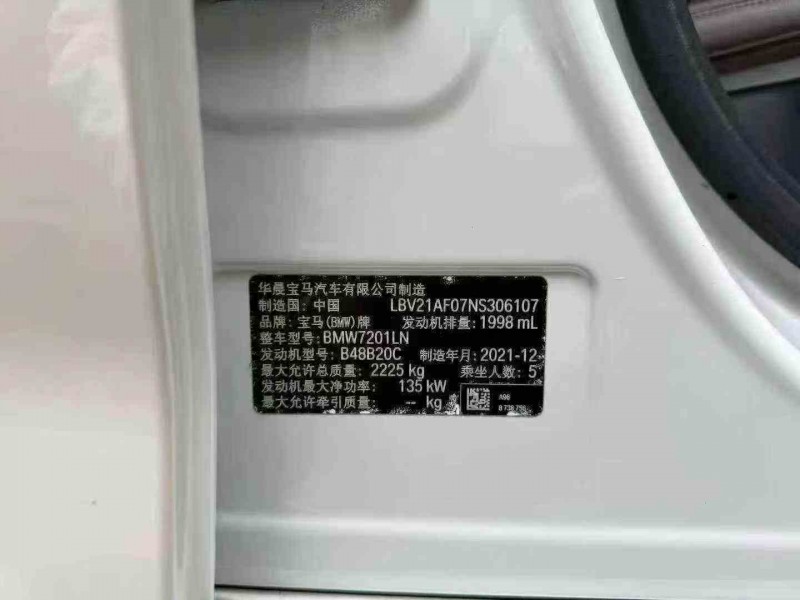 华晨宝马汽车有限公司制造
制造国: 中国 LBV21AF07NS306107
品牌: 宝马(BMW)牌 发动机排量: 1998 mL
整车型号: BMW7201LN
发动机型号: B48B20C 制造年月: 2021-12
最大允许总质量: 2225 kg 乘坐人数: 5
发动机最大净功率: 135 kW
最大允许牵引质量: -- kg
A96